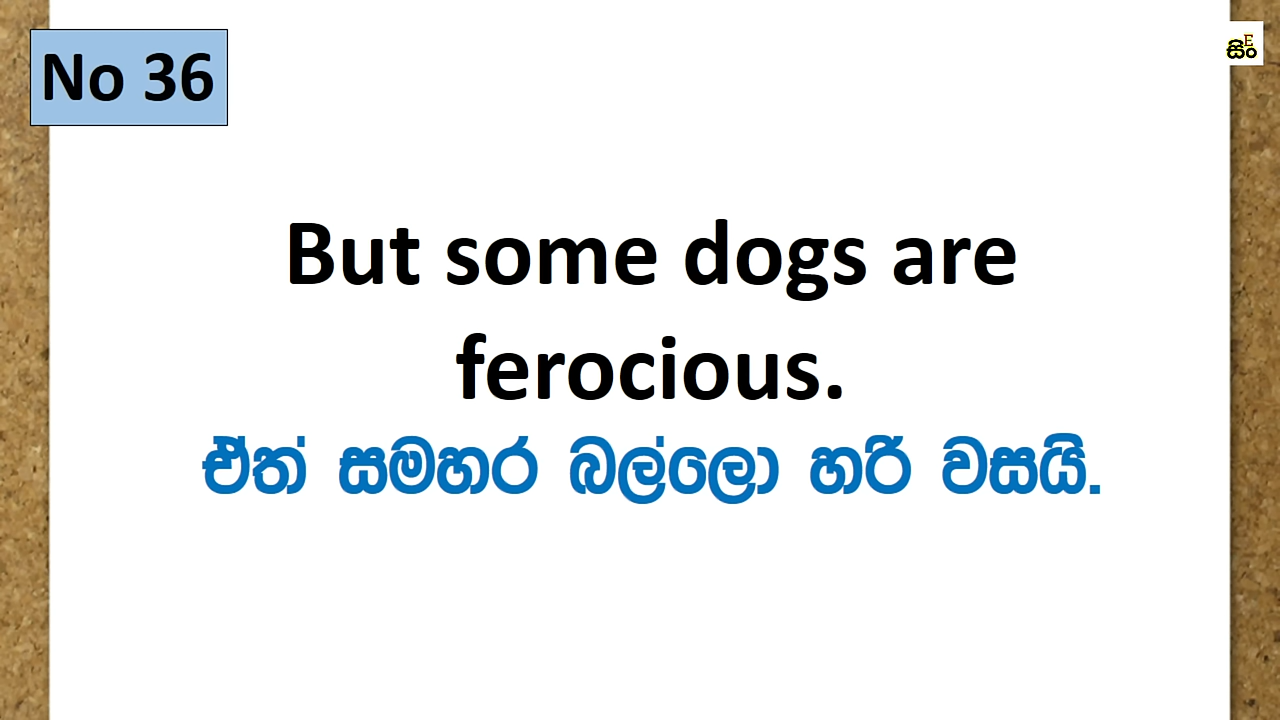 No 36
E
සිං
But some dogs are
ferocious.
ඒත් සමහර බල්ලො හරි වසයි.